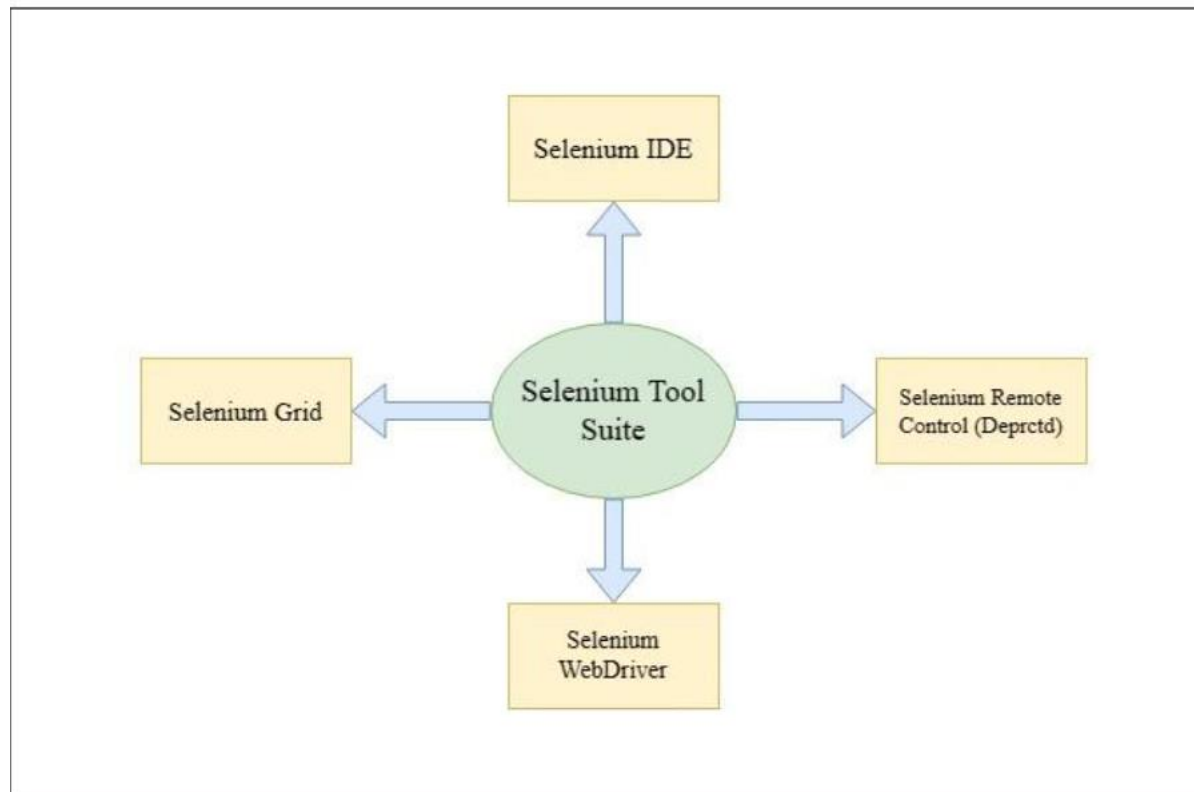 Selenium IDE
Selenium Grid
Selenium Tool
Suite
Selenium Remote
Control (Deprctd)
Selenium
WebDriver